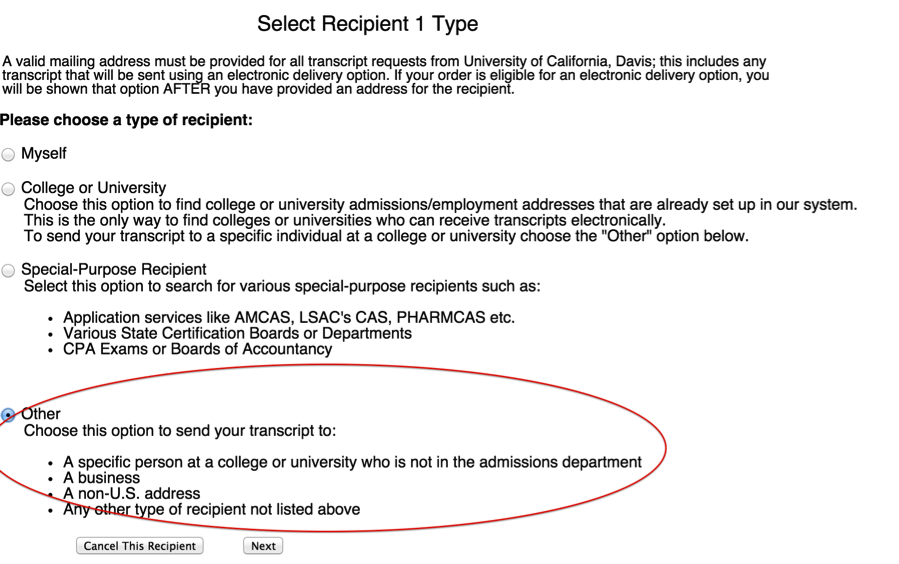 Select Recipient 1 Type
A valid mailing address must be provided for all transcript requests from University of California, Davis; this includes any
transcript that will be sent using an electronic delivery option. If your order is eligible for an electronic delivery option, you
will be shown that option AFTER you have provided an address for the recipient.
Please choose a type of recipient:
Myself
College or University
Choose this option to find college or university admissions/employment addresses that are already set up in our system.
This is the only way to find colleges or universities who can receive transcripts electronically.
To send your transcript to a specific individual at a college or university choose the "Other" option below.
Special-Purpose Recipient
Select this option to search for various special-purpose recipients such as:
• Application services like AMCAS, LSAC's CAS, PHARMCAS etc.
• Various State Certification Boards or Departments
• CPA Exams or Boards of Accountancy
Other
Choose this option to send your transcript to:
• A specific person at a college or university who is not in the admissions department
• A business
• A non-U.S. address
• Any other type of recipient not listed above
Cancel This Recipient Next